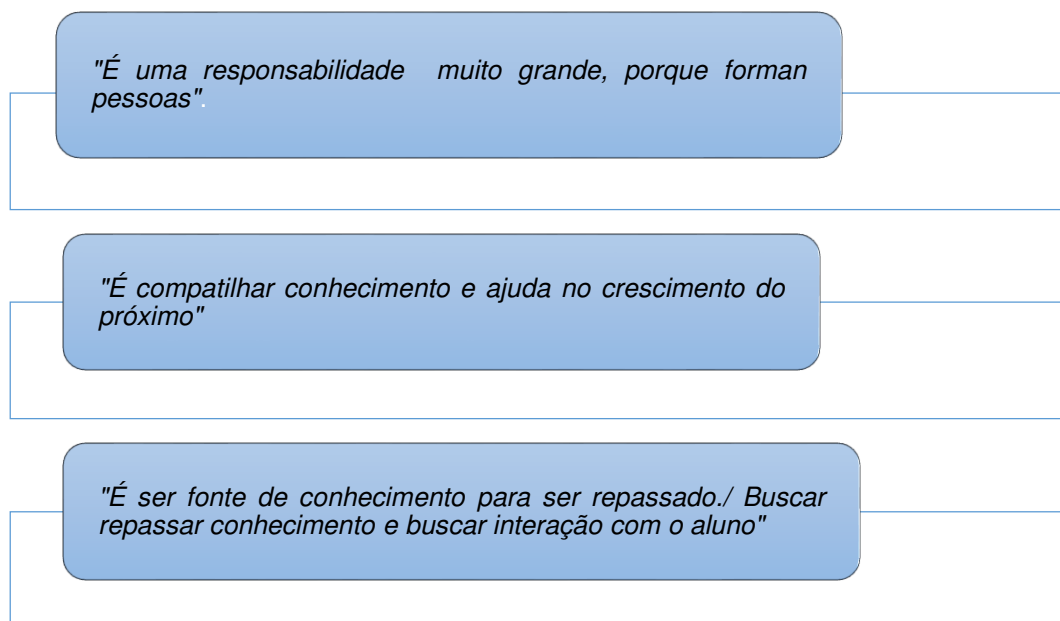 "É uma responsabilidade muito grande, porque forman
pessoas".
"É compatilhar conhecimento e ajuda no crescimento do
próximo"
"É ser fonte de conhecimento para ser repassado./ Buscar
repassar conhecimento e buscar interação com o aluno"